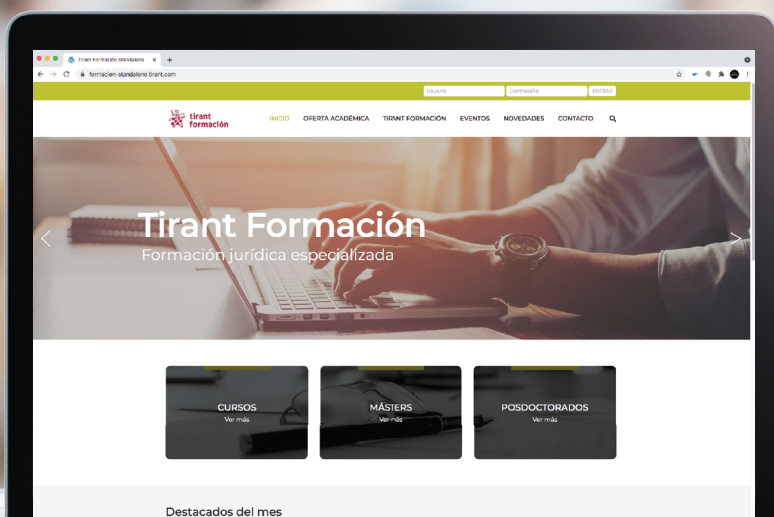 Tirant Formación Standalone
formacion-standalone.tirant.com
Usuario Contraseña ENTRAR
tirant
formación
INICIO OFERTA ACADÉMICA TIRANT FORMACIÓN EVENTOS NOVEDADES CONTACTO
Tirant Formación
Formación jurídica especializada
CURSOS MÁSTERS POSDOCTORADOS
Ver más Ver más Ver más
Destacados del mes